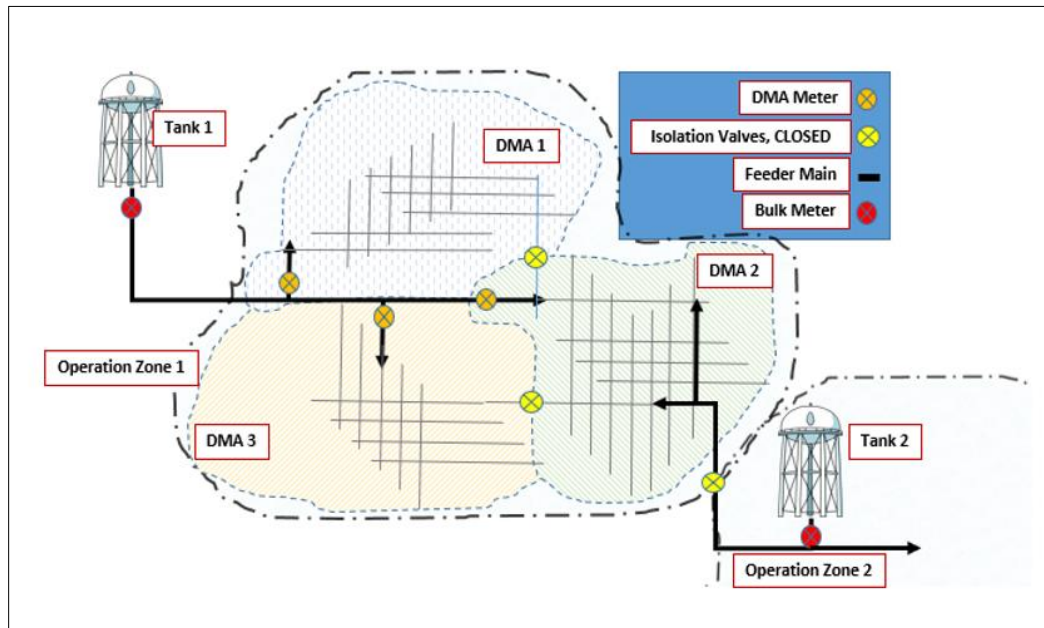 Tank 1
DMA 1
DMA Meter
Isolation Valves, CLOSED
Feeder Main
Bulk Meter
DMA 2
Operation Zone 1
DMA 3
Tank 2
Operation Zone 2